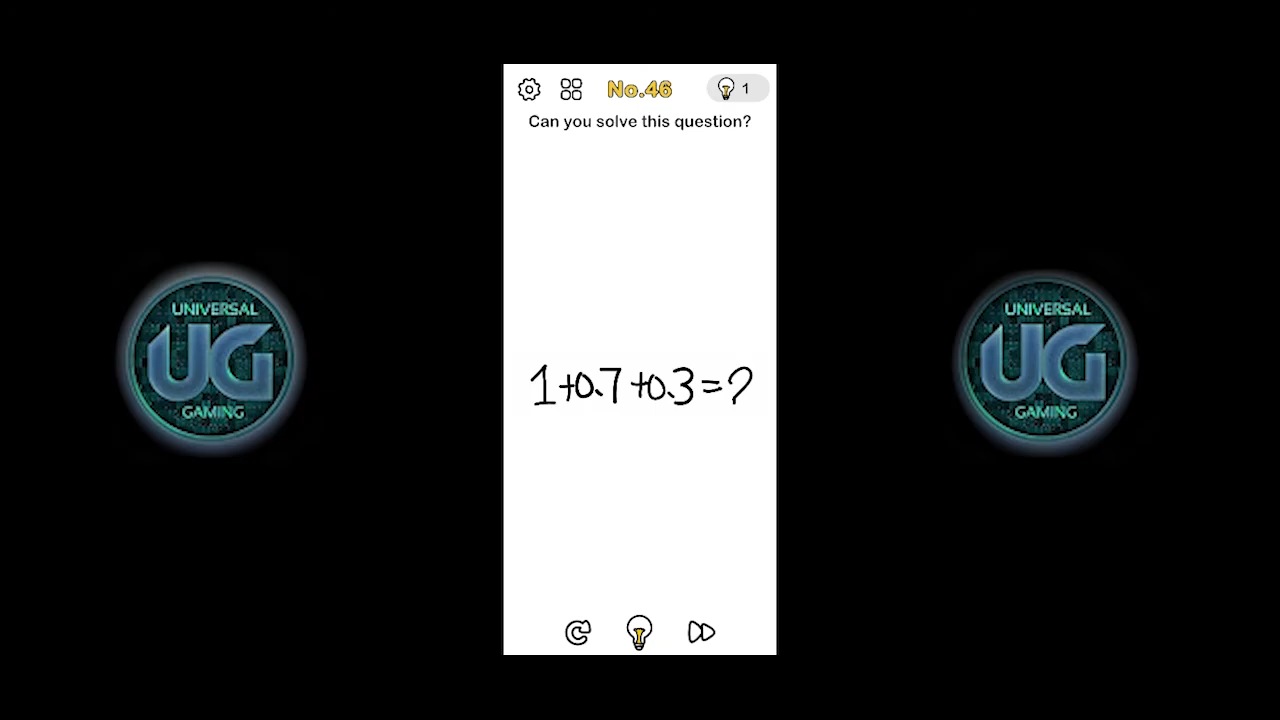 No.46
1
Can you solve this question?
UNIVERSAL
UG
GAMING
1+0.7+0.3=?
UNIVERSAL
UG
GAMING